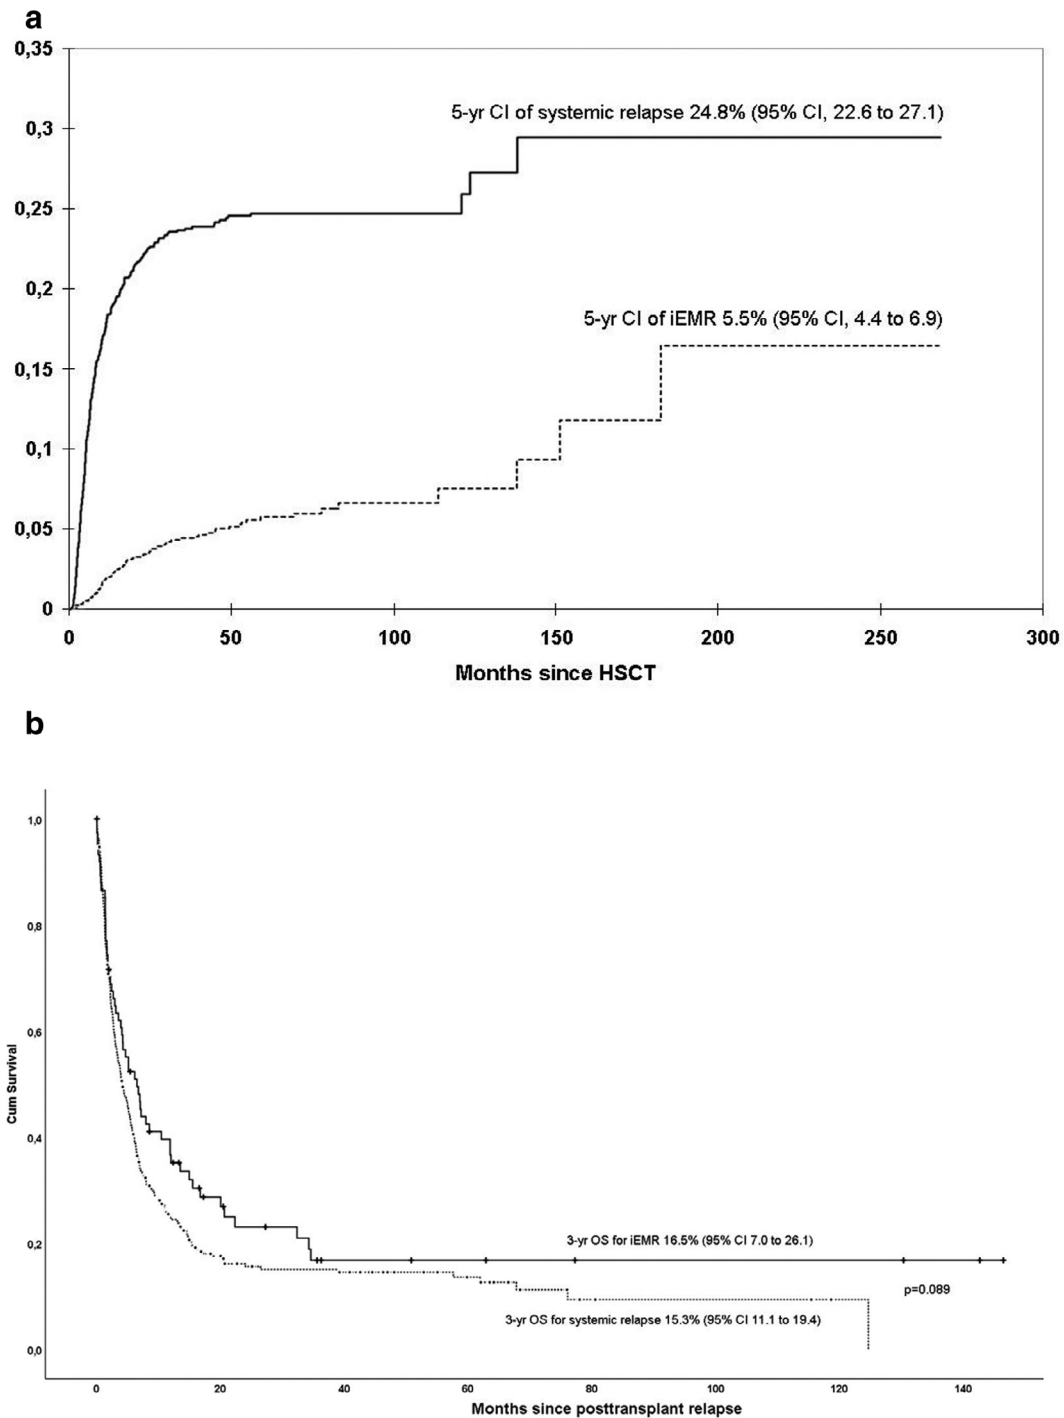 a
0,35
0,3
0,25
0,2
0,15
0,1
0,05
0
5-yr CI of systemic relapse 24.8% (95% CI, 22.6 to 27.1)
5-yr CI of iEMR 5.5% (95% CI, 4.4 to 6.9)
0 50 100 150 200 250 300
Months since HSCT
b
1,0
0,8
0,6
0,4
0,2
0,0
Cum Survival
3-yr OS for iEMR 16.5% (95% CI 7.0 to 26.1)
p=0.089
3-yr OS for systemic relapse 15.3% (95% CI 11.1 to 19.4)
0 20 40 60 80 100 120 140
Months since posttransplant relapse